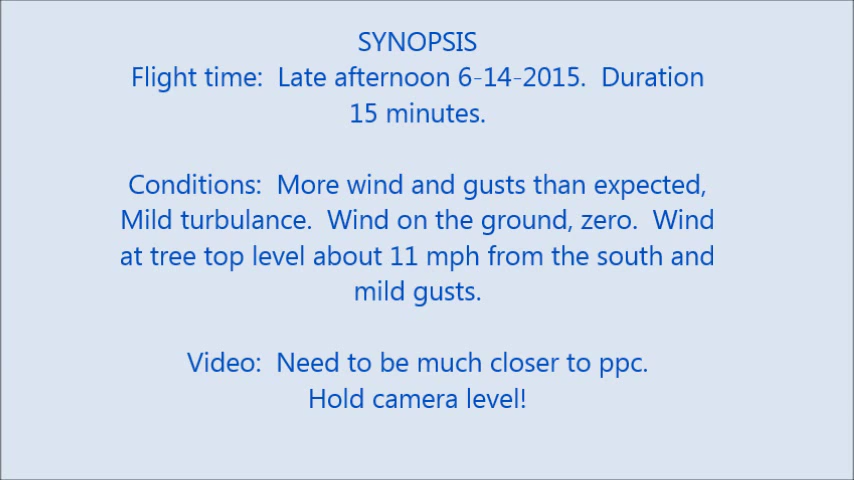 SYNOPSIS
Flight time:  Late afternoon 6-14-2015.  Duration
15 minutes.
Conditions:  More wind and gusts than expected,
Mild turbulance.  Wind on the ground, zero.  Wind
at tree top level about 11 mph from the south and
mild gusts.
Video:  Need to be much closer to ppc.
Hold camera level!